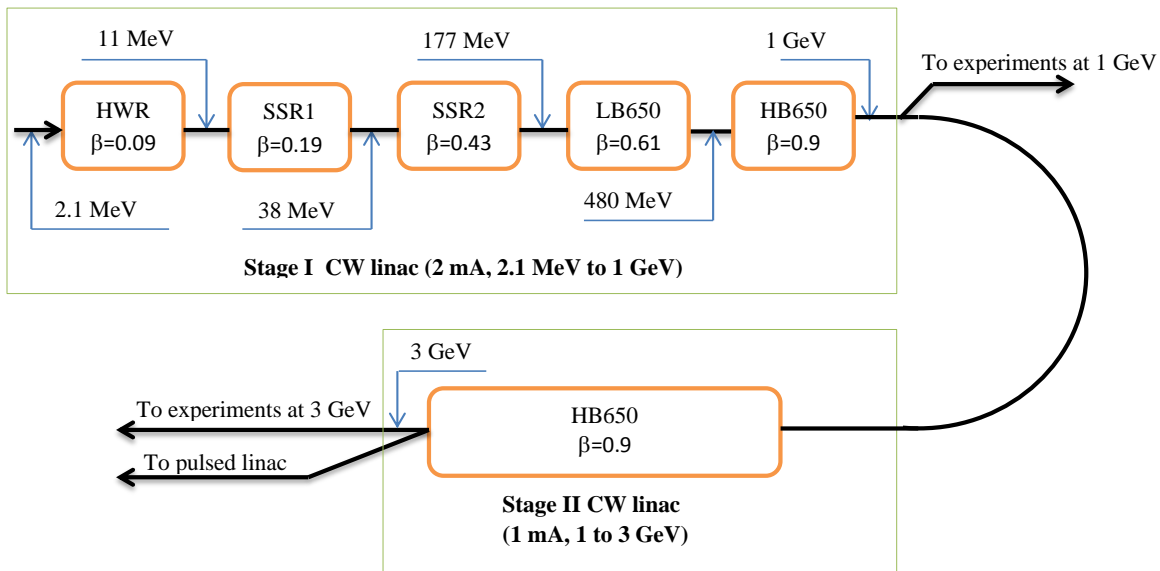 11 MeV
177 MeV
1 GeV
To experiments at 1 GeV
HWR
β=0.09
SSR1
β=0.19
SSR2
β=0.43
LB650
β=0.61
HB650
β=0.9
2.1 MeV
38 MeV
480 MeV
Stage I CW linac (2 mA, 2.1 MeV to 1 GeV)
3 GeV
To experiments at 3 GeV
To pulsed linac
HB650
β=0.9
Stage II CW linac
(1 mA, 1 to 3 GeV)